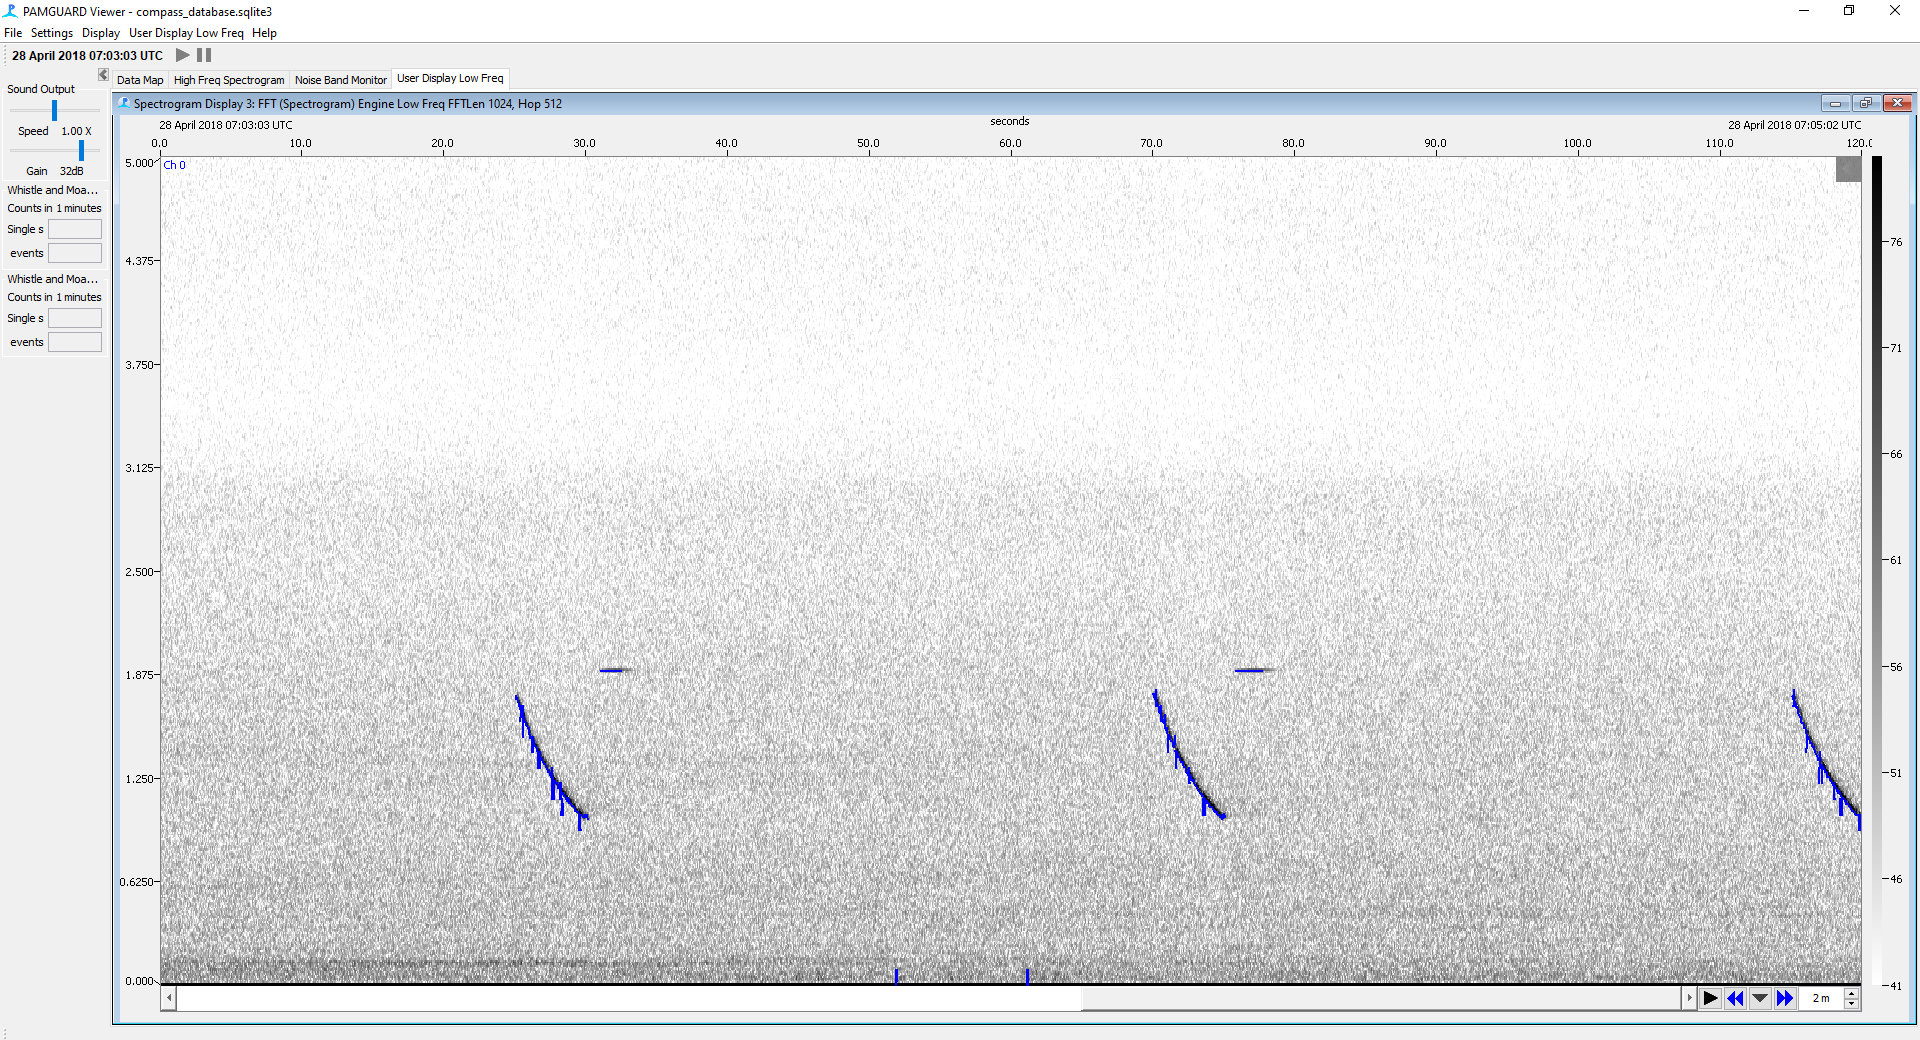 PAMGUARD Viewer - compass_database.sqlite3
File Settings Display User Display Low Freq Help
28 April 2018 07:03:03 UTC
Data Map High Freq Spectrogram Noise Band Monitor User Display Low Freq
Sound Output
Speed 1.00 X
Gain 32dB
Whistle and Moa...
Counts in 1 minutes
Single s
events
Whistle and Moa...
Counts in 1 minutes
Single s
events
Spectrogram Display 3: FFT (Spectrogram) Engine Low Freq FFTLen 1024, Hop 512
28 April 2018 07:03:03 UTC seconds 28 April 2018 07:05:02 UTC
0.0 10.0 20.0 30.0 40.0 50.0 60.0 70.0 80.0 90.0 100.0 110.0 120.0
Ch 0
5.000
4.375
3.750
3.125
2.500
1.875
1.250
0.6250
0.000
76
71
66
61
56
51
46
41
2 m